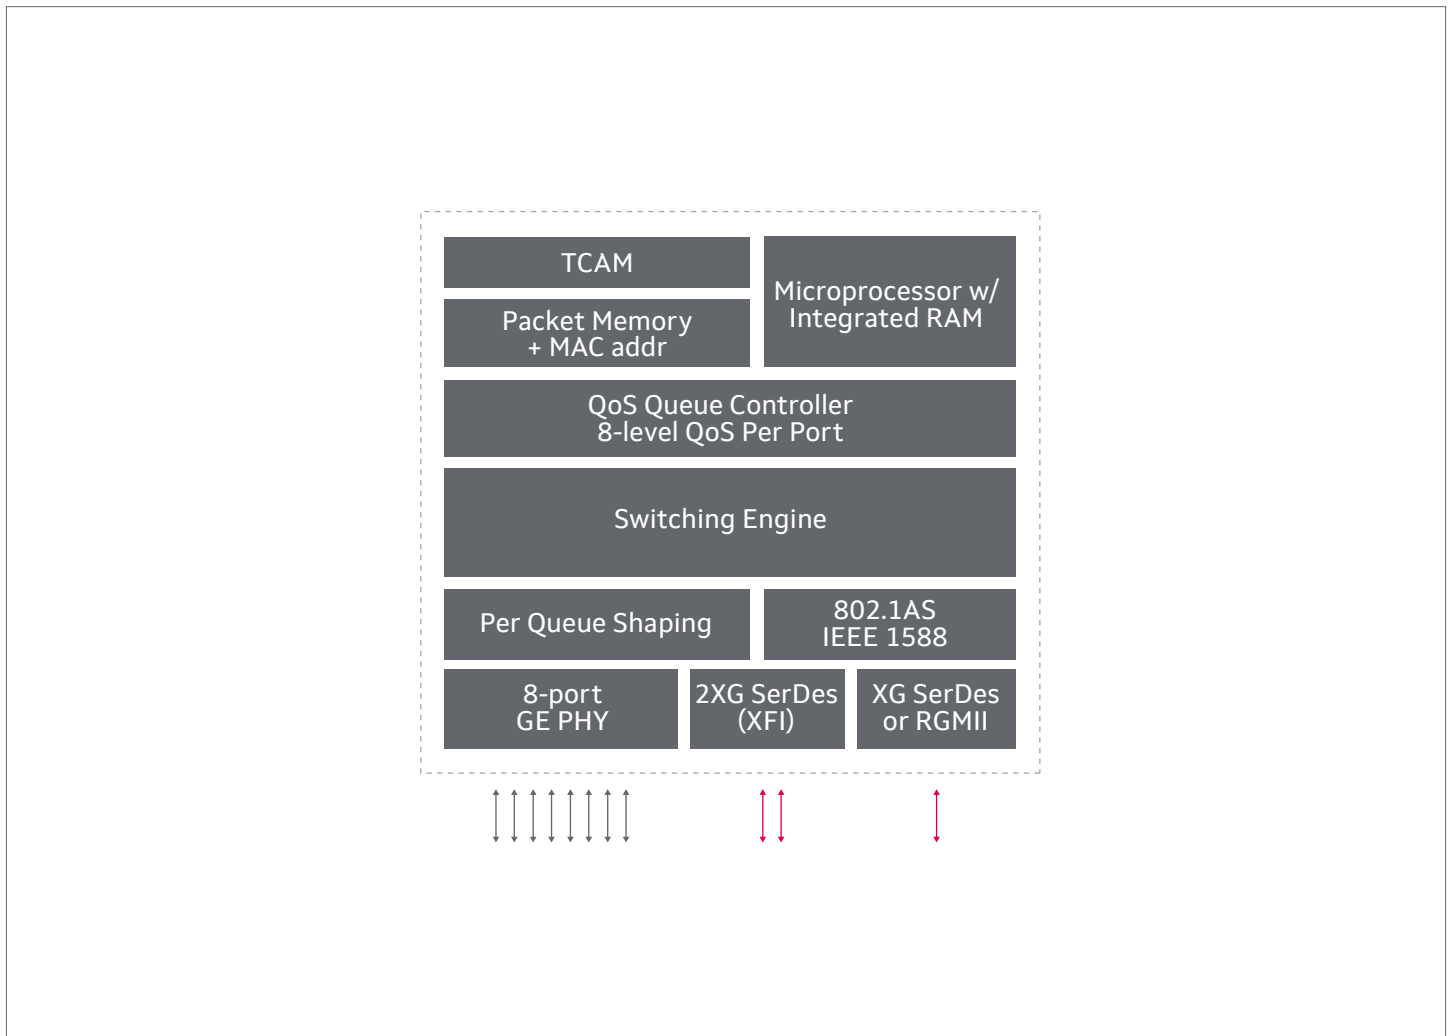 TCAM
Microprocessor w/
Integrated RAM
Packet Memory
+ MAC addr
QoS Queue Controller
8-level QoS Per Port
Switching Engine
Per Queue Shaping
802.1AS
IEEE 1588
8-port
GE PHY
2XG SerDes
(XFI)
XG SerDes
or RGMII